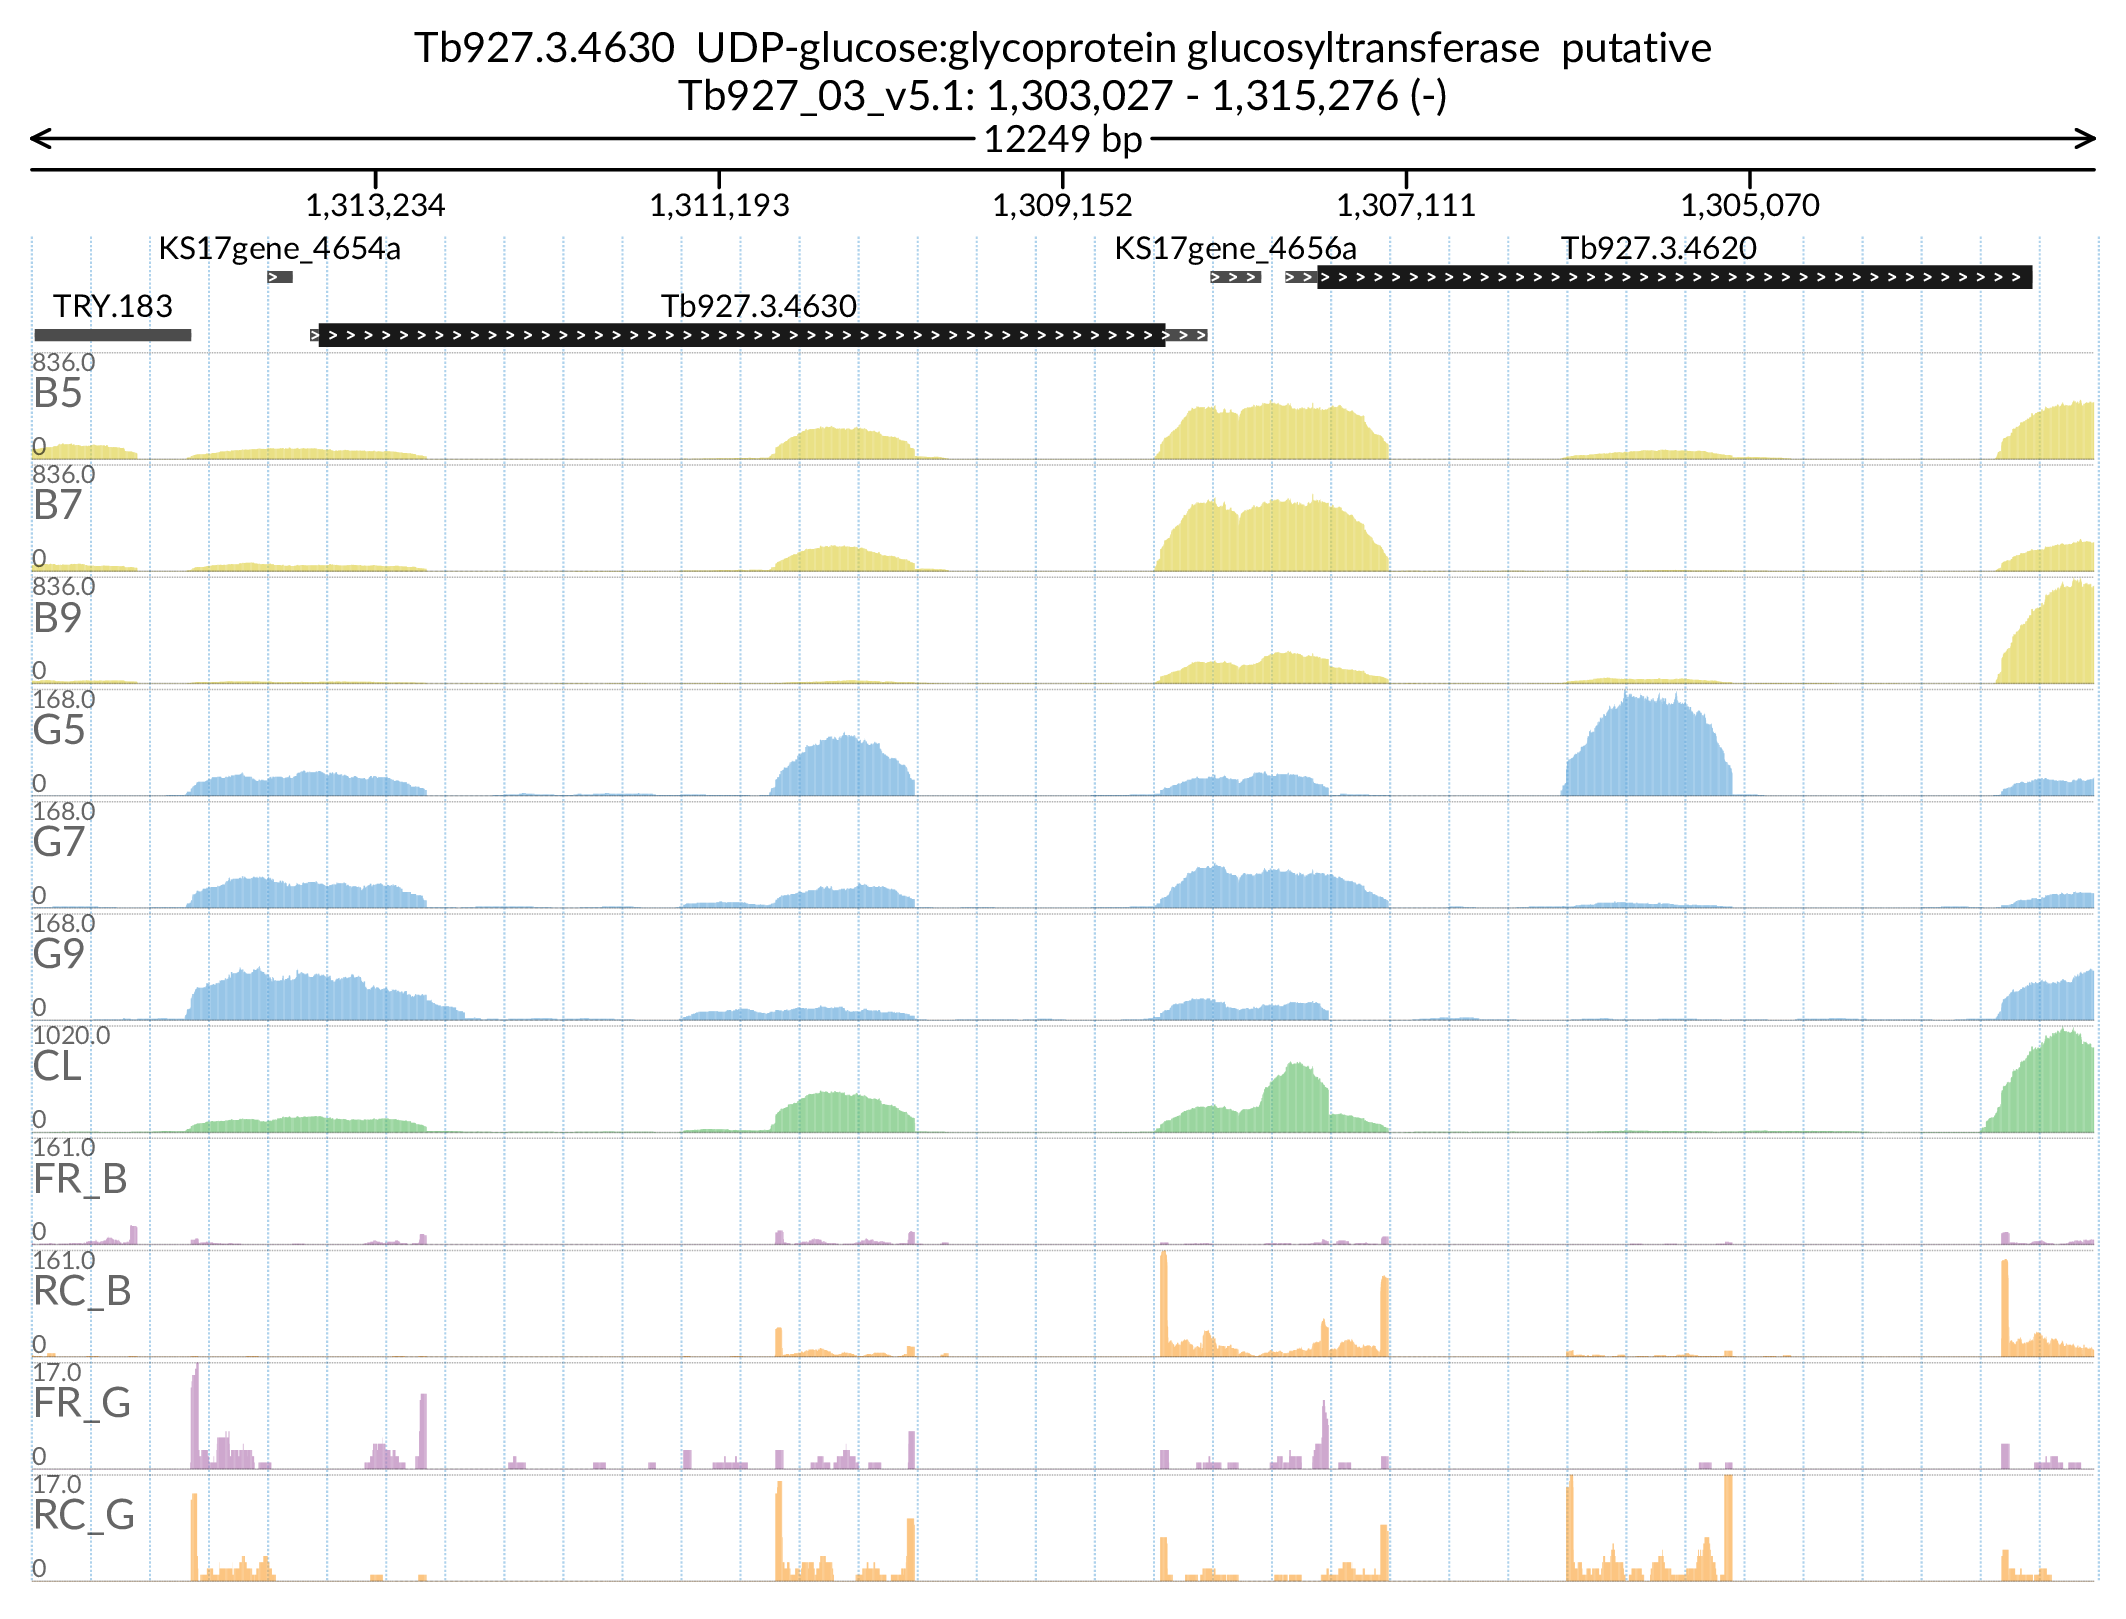 Tb927.3.4630 UDP-glucose:glycoprotein glucosyltransferase putative
Tb927_03_v5.1: 1,303,027 - 1,315,276 (-)
12249 bp
1,313,234 1,311,193 1,309,152 1,307,111 1,305,070
KS17gene_4654a KS17gene_4656a Tb927.3.4620
TRY.183 Tb927.3.4630
836.0
B5
0
836.0
B7
0
836.0
B9
0
168.0
G5
0
168.0
G7
0
168.0
G9
0
1020.0
CL
0
161.0
FR_B
0
161.0
RC_B
0
17.0
FR_G
0
17.0
RC_G
0